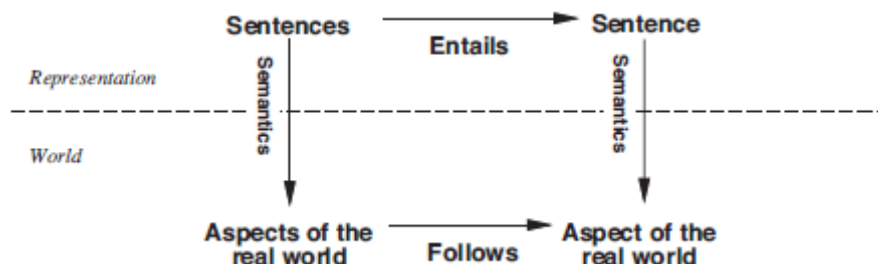 Sentences
Sentence
Entails
Representation
Semantics
Semantics
World
Aspects of the
real world
Follows
Aspect of the
real world